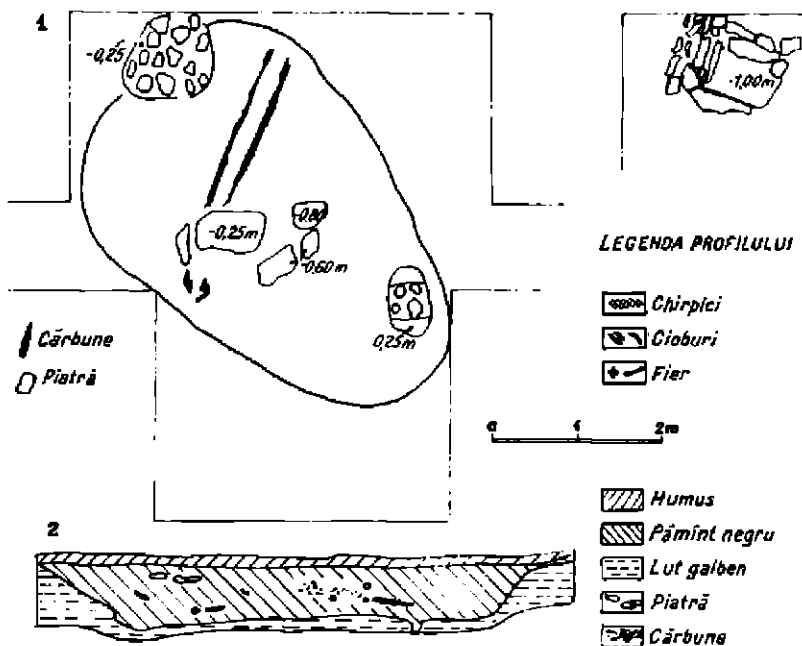 1
-0,25
-1,00m
-0,25m
-0,80
-0,60m
0,25m
Cărbune
Piatră
LEGENDA PROFILULUI
Chirpici
Cioburi
Fier
0 1 2m
2
Humus
Pămînt negru
Lut galben
Piatră
Cărbune